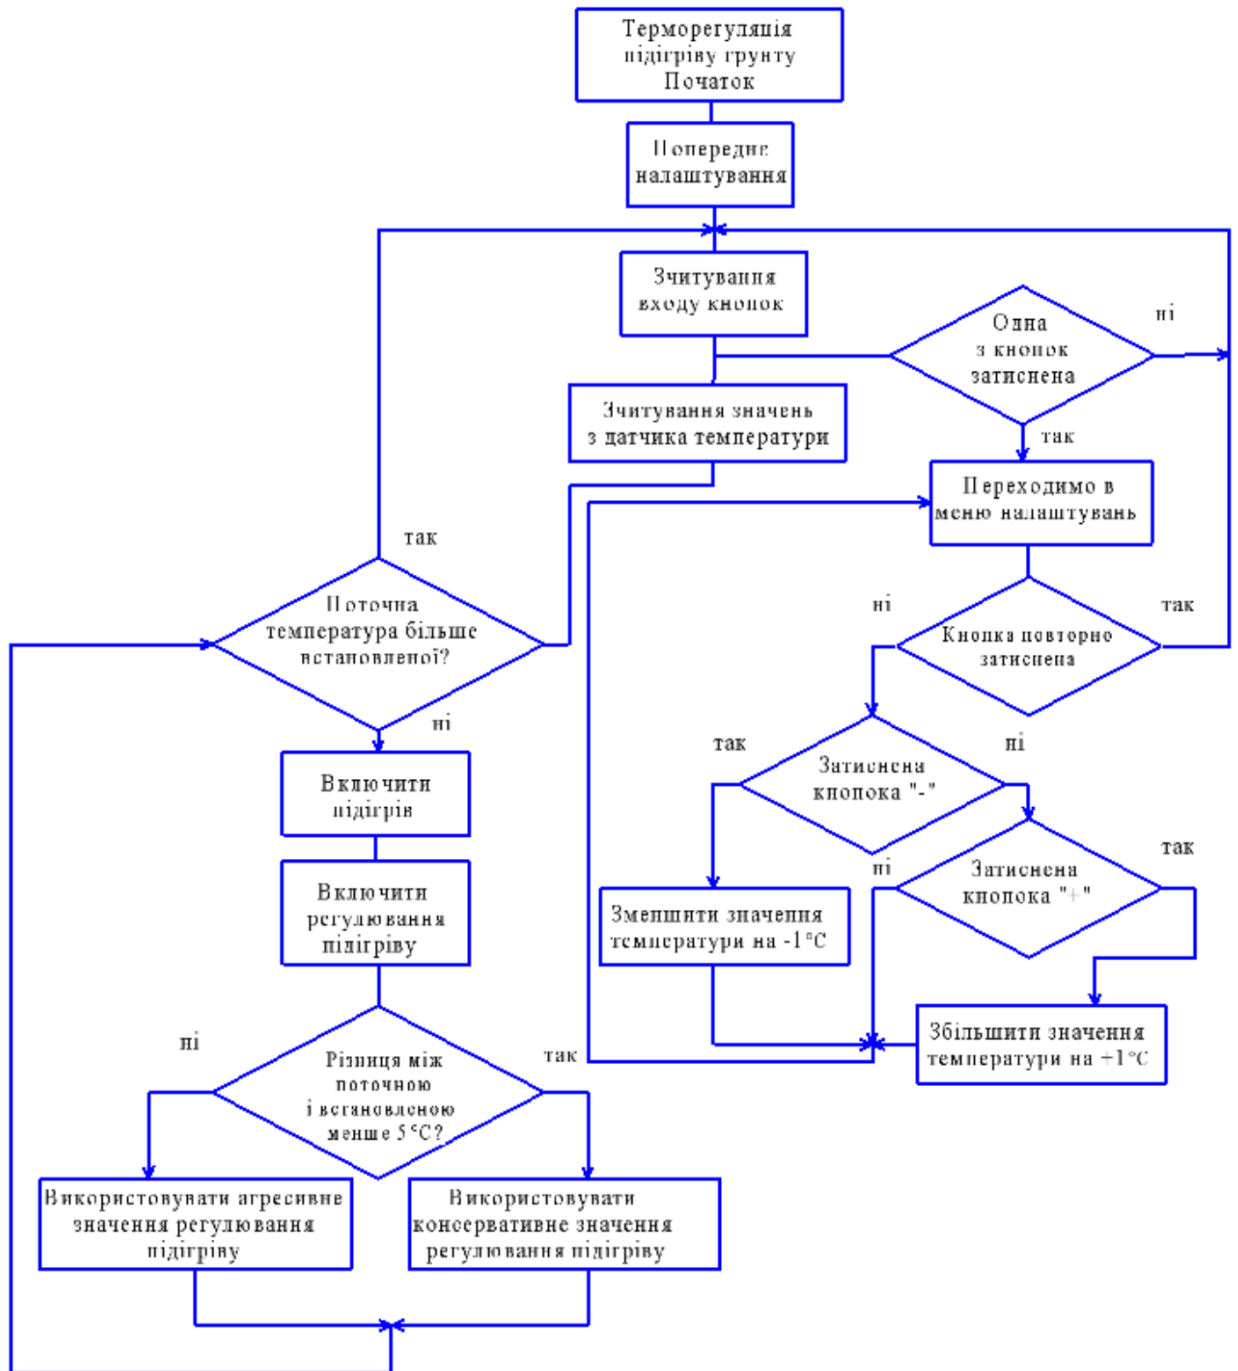 Терморегуляція
підігріву грунту
Початок
Попереднє
налаштування
Зчитування
входу кнопок
Одна
з кнопок
затиснена
ні
так
Зчитування значень
з датчика температури
Переходимо в
меню налаштувань
так
Поточна
температура більше
встановленої?
ні
ні
Кнопка повторно
затиснена
так
так
Затиснена
кнопока "-"
ні
Включити
підігрів
Включити
регулювання
підігріву
ні
Затиснена
кнопока "+"
так
Зменшити значення
температури на -1°C
Збільшити значення
температури на +1°C
ні
Різниця між
поточною
і встановленою
менше 5°C?
так
Використовувати агресивне
значення регулювання
підігріву
Використовувати
консервативне значення
регулювання підігріву